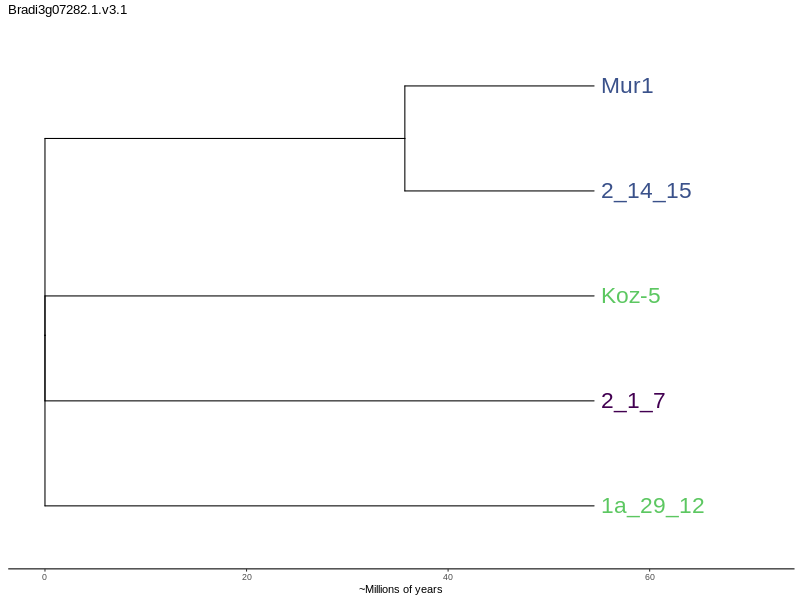 Bradi3g07282.1.v3.1
Mur1
2_14_15
Koz-5
2_1_7
1a_29_12
0 20 40 60
~Millions of years